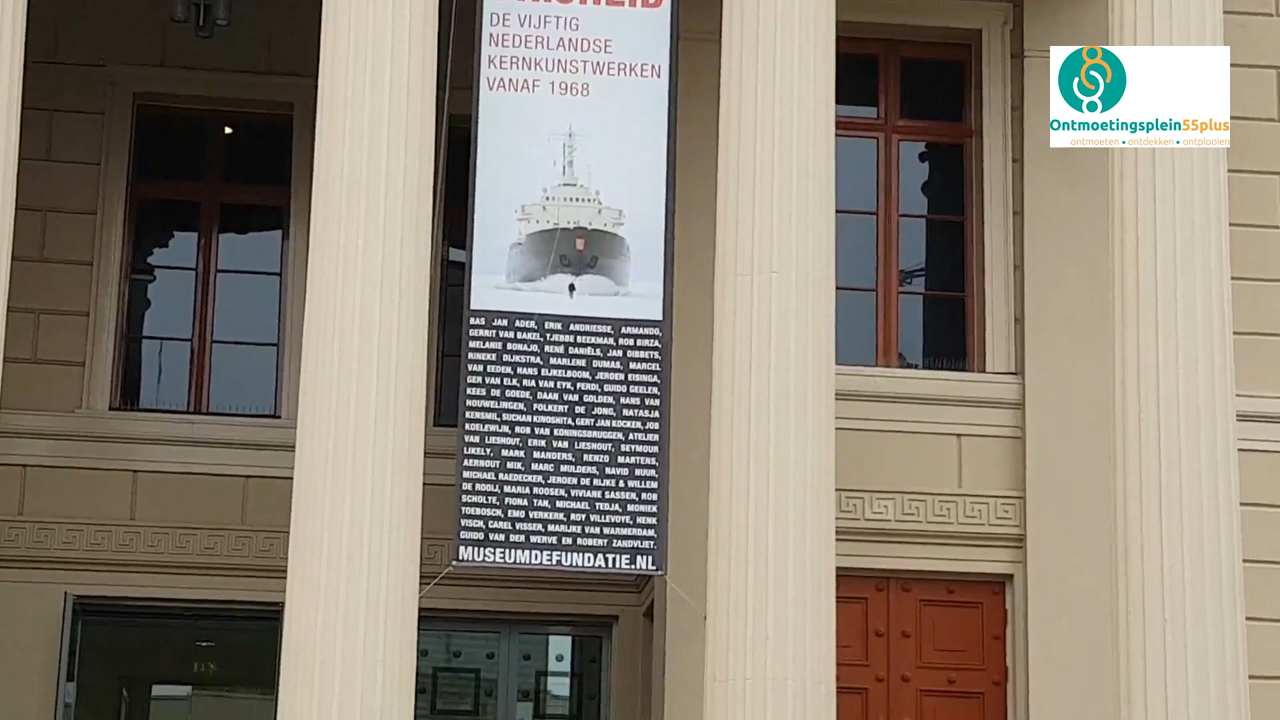 DE VIJFTIG
NEDERLANDSE
KERNKUNSTWERKEN
VANAF 1968
BAS JAN ADER, ERIK ANDRIESSE, ARMANDO,
GERRIT VAN BAKEL, TJEBBE BEEKMAN, ROB BIRZA,
MELANIE BONAJO, RENÉ DANIËLS, JAN DIBBETS,
RINEKE DIJKSTRA, MARLENE DUMAS, MARCEL
VAN EEDEN, HANS EIJKELBOOM, JEROEN EISINGA,
GER VAN ELK, RIA VAN EYK, FERDI, GUIDO GEELEN,
KEES DE GOEDE, DAAN VAN GOLDEN, HANS VAN
HOUWELINGEN, FOLKERT DE JONG, NATASJA
KENSMIL, SUCHAN KINOSHITA, GERT JAN KOCKEN, JOB
KOELEWIJN, ROB VAN KONINGSBRUGGEN, ATELIER
VAN LIESHOUT, ERIK VAN LIESHOUT, SEYMOUR
LIKELY, MARK MANDERS, RENZO MARTENS,
AERNOUT MIK, MARC MULDERS, NAVID NUUR,
MICHAEL RAEDECKER, JEROEN DE RIJKE & WILLEM
DE ROOIJ, MARIA ROOSEN, VIVIANE SASSEN, ROB
SCHOLTE, FIONA TAN, MICHAEL TEDJA, MONIEK
TOEBOSCH, EMO VERKERK, ROY VILLEVOYE, HENK
VISCH, CAREL VISSER, MARIJKE VAN WARMERDAM,
GUIDO VAN DER WERVE EN ROBERT ZANDVLIET.
MUSEUMDEFUNDATIE.NL
Ontmoetingsplein55plus
ontmoeten • ontdekken • ontplooien